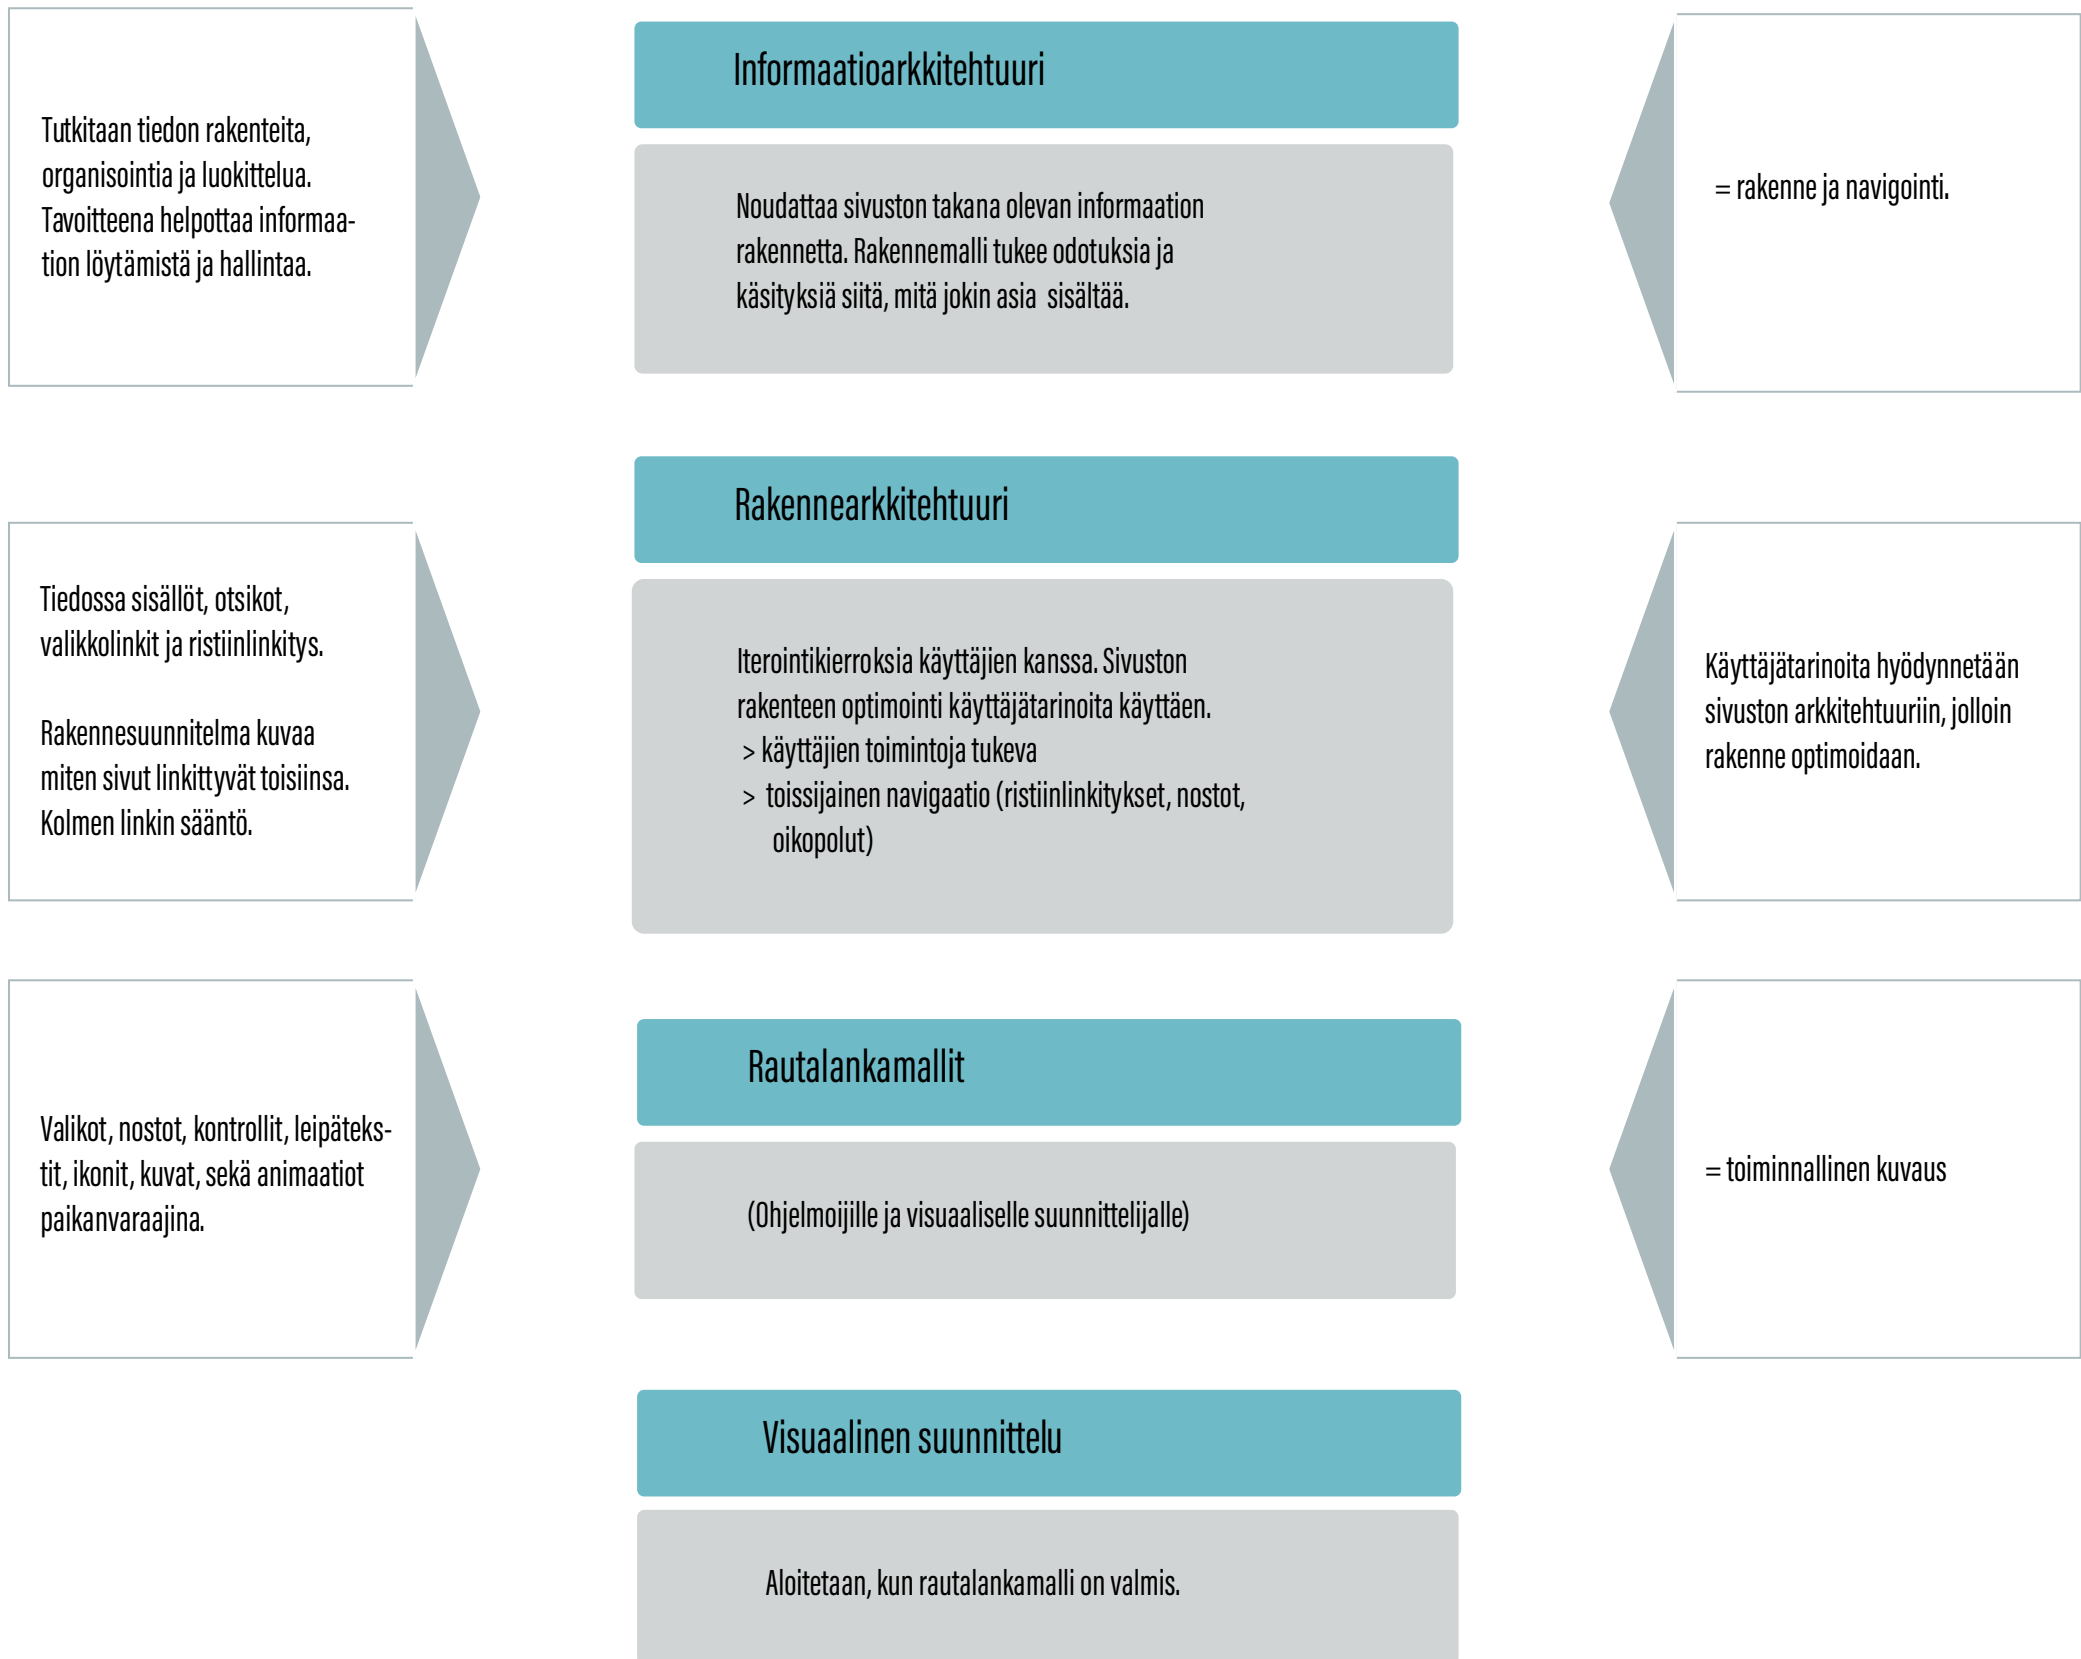 Tutkitaan tiedon rakenteita,
organisointia ja luokittelua.
Tavoitteena helpottaa informaa-
tion löytämistä ja hallintaa.
Informaatioarkkitehtuuri
Noudattaa sivuston takana olevan informaation
rakennetta. Rakennemalli tukee odotuksia ja
käsityksiä siitä, mitä jokin asia  sisältää.
= rakenne ja navigointi.
Tiedossa sisällöt, otsikot,
valikkolinkit ja ristiinlinkitys.
Rakennesuunnitelma kuvaa
miten sivut linkittyvät toisiinsa.
Kolmen linkin sääntö.
Rakennearkkitehtuuri
Iterointikierroksia käyttäjien kanssa. Sivuston
rakenteen optimointi käyttäjätarinoita käyttäen.
> käyttäjien toimintoja tukeva
>  toissijainen navigaatio (ristiinlinkitykset, nostot,
oikopolut)
Käyttäjätarinoita hyödynnetään
sivuston arkkitehtuuriin, jolloin
rakenne optimoidaan.
Valikot, nostot, kontrollit, leipäteks-
tit, ikonit, kuvat, sekä animaatiot
paikanvaraajina.
Rautalankamallit
(Ohjelmoijille ja visuaaliselle suunnittelijalle)
= toiminnallinen kuvaus
Visuaalinen suunnittelu
Aloitetaan, kun rautalankamalli on valmis.